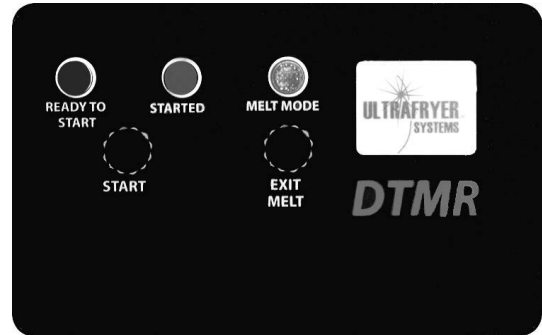 READY TO
START
STARTED
MELT MODE
START
EXIT
MELT
ULTRAFRYER
SYSTEMS
DTMR